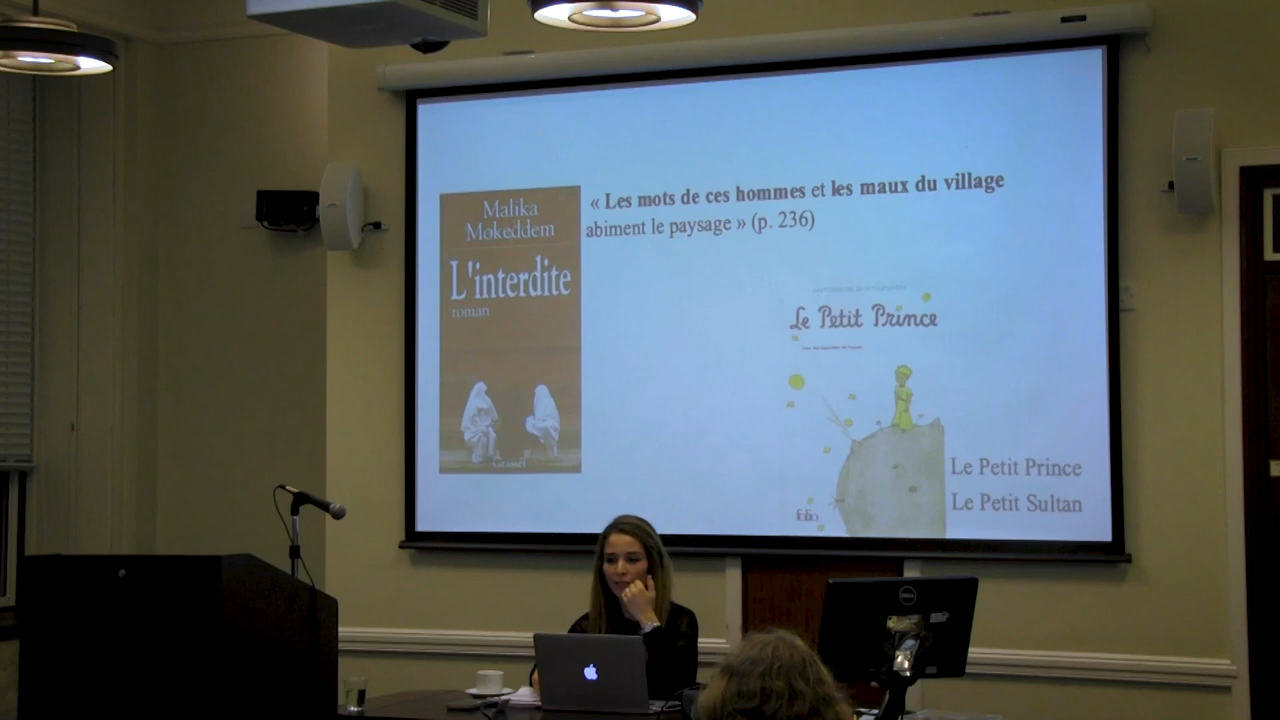 Malika
Mokeddem
L'interdite
roman
Grasset
« Les mots de ces hommes et les maux du village
abiment le paysage » (p. 236)
Le Petit Prince
folio
Le Petit Prince
Le Petit Sultan
DELL